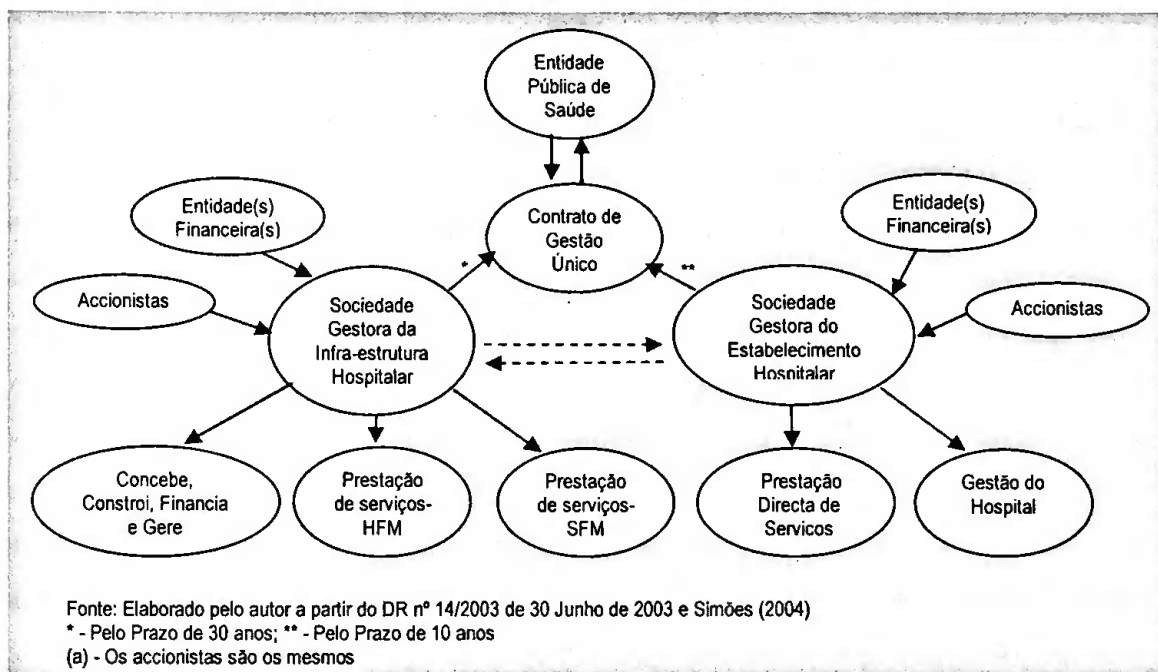 Entidade
Pública de
Saúde
Contrato de
Gestão
Único
Entidade(s)
Financeira(s)
Entidade(s)
Financeira(s)
*
**
Accionistas
Sociedade
Gestora da
Infra-estrutura
Hospitalar
Sociedade
Gestora do
Estabelecimento
Hospitalar
Accionistas
Concebe,
Constroi, Financia
e Gere
Prestação
de serviços-
HFM
Prestação
de serviços-
SFM
Prestação
Directa de
Servicos
Gestão do
Hospital
Fonte: Elaborado pelo autor a partir do DR nº 14/2003 de 30 Junho de 2003 e Simões (2004)
* - Pelo Prazo de 30 anos; ** - Pelo Prazo de 10 anos
(a) - Os accionistas são os mesmos